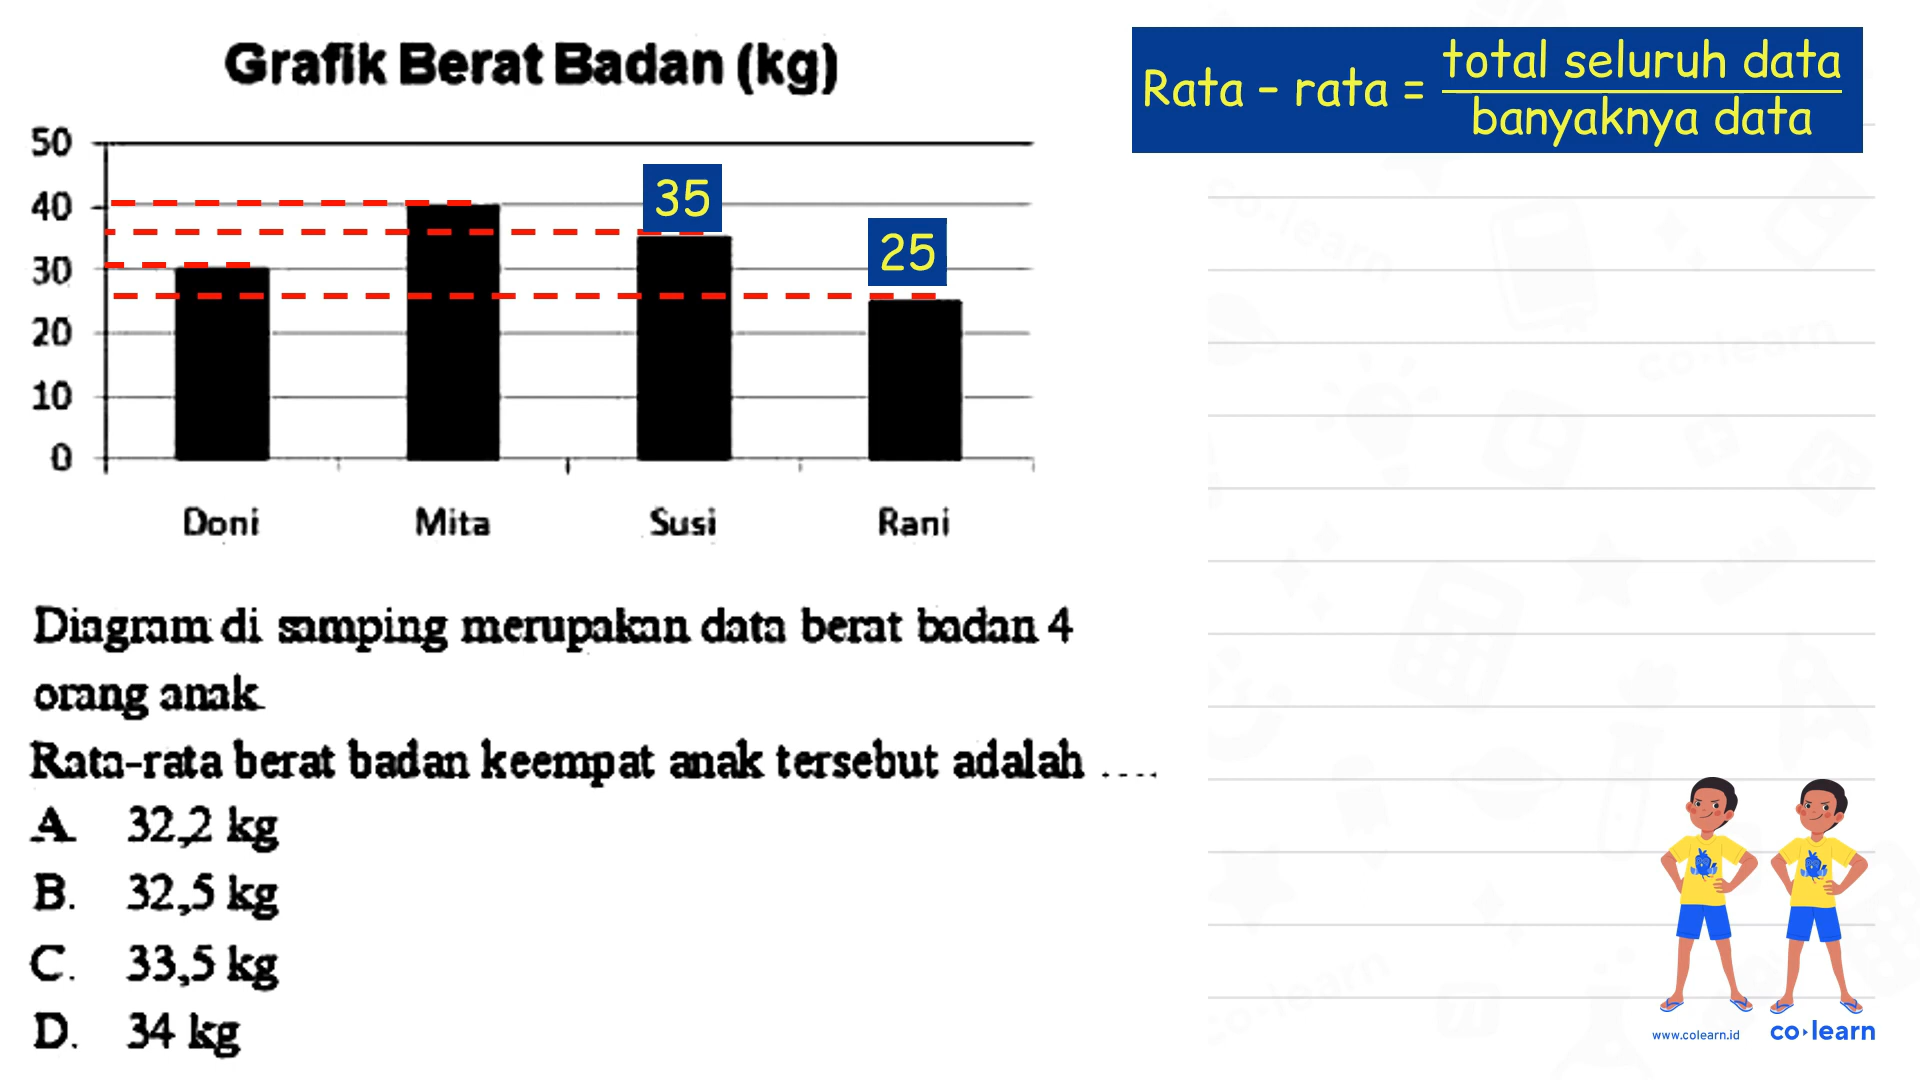 Grafik Berat Badan (kg)
50
40
30
20
10
0
35
25
Doni Mita Susi Rani
Rata - rata = total seluruh data
banyaknya data
Diagram di samping merupakan data berat badan 4
orang anak
Rata-rata berat badan keempat anak tersebut adalah ....
A. 32,2 kg
B. 32,5 kg
C. 33,5 kg
D. 34 kg
www.colearn.id co learn